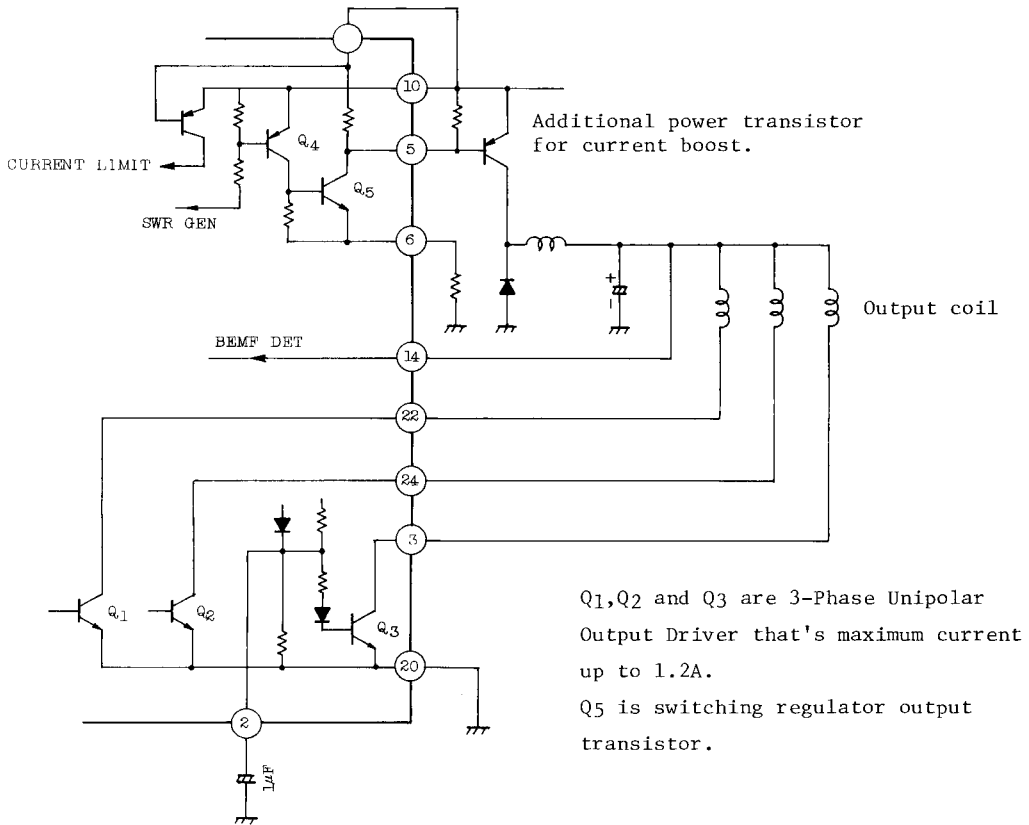 10
Additional power transistor
for current boost.
5
Q4
CURRENT LIMIT
Q5
SWR GEN
6
+
-
Output coil
BEMF DET
14
22
24
3
Q1
Q2
Q3
Q1,Q2 and Q3 are 3-Phase Unipolar
Output Driver that's maximum current
up to 1.2A.
20
Q5 is switching regulator output
transistor.
2
1μF